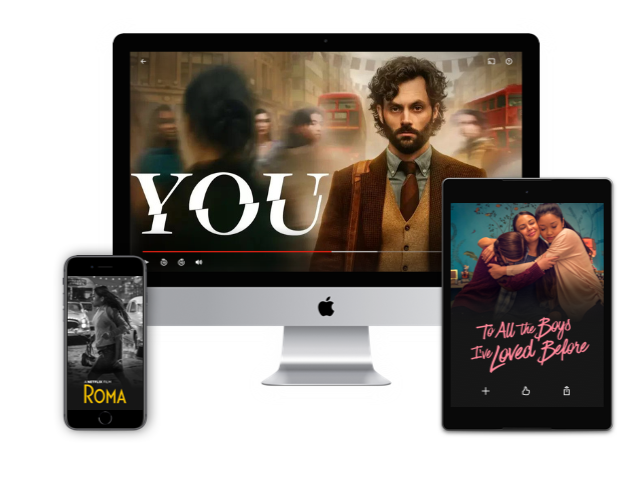 YOU
A NETFLIX FILM
ROMA
To All the Boys
I've Loved Before